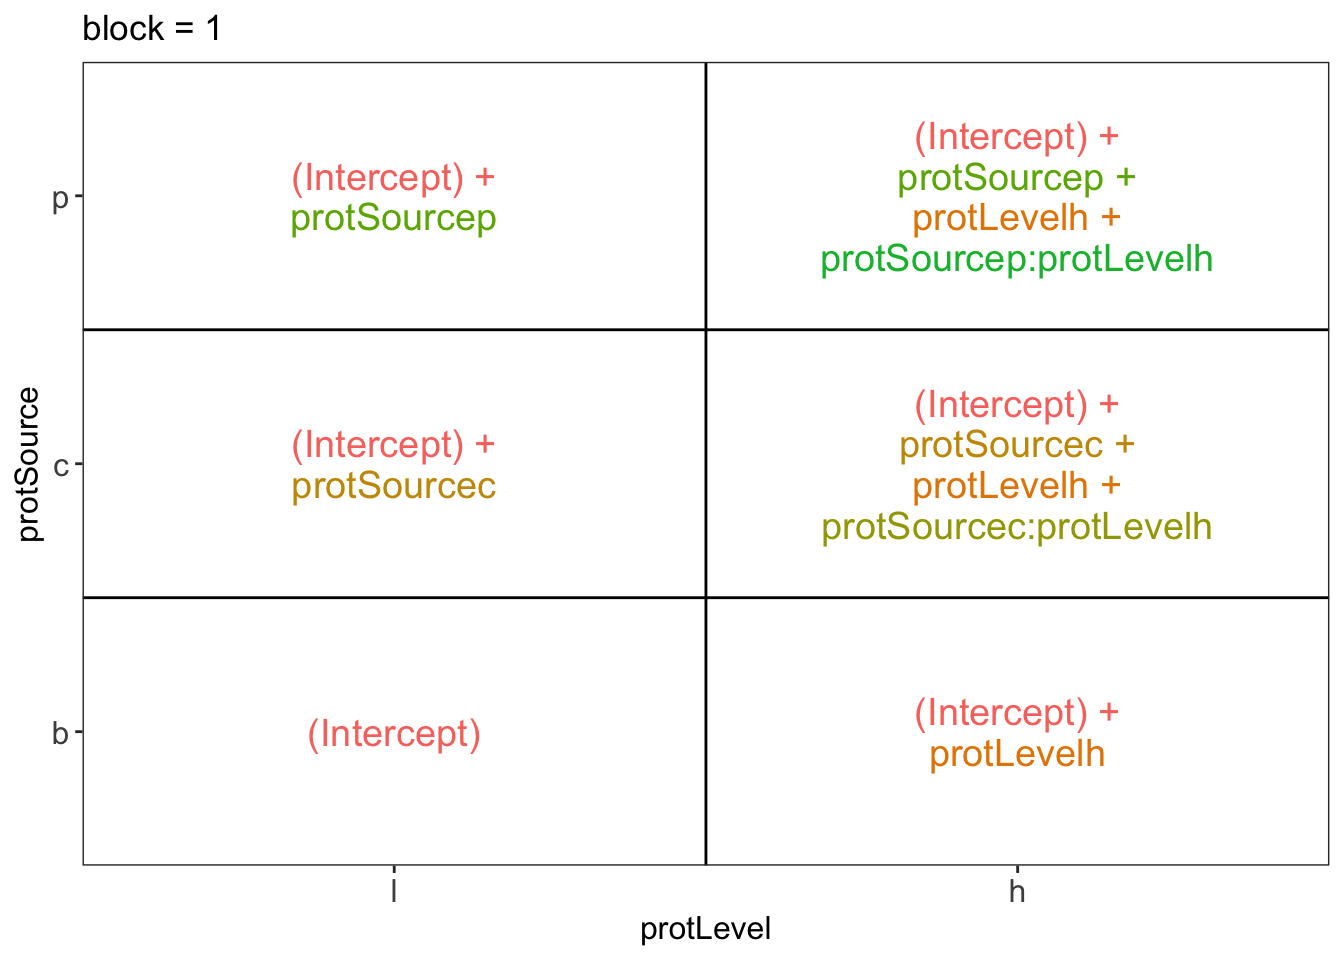 block = 1
protSource
p
(Intercept) +
protSourcep
(Intercept) +
protSourcep +
protLevelh +
protSourcep:protLevelh
c
(Intercept) +
protSourcec
(Intercept) +
protSourcec +
protLevelh +
protSourcec:protLevelh
b
(Intercept)
(Intercept) +
protLevelh
l
h
protLevel